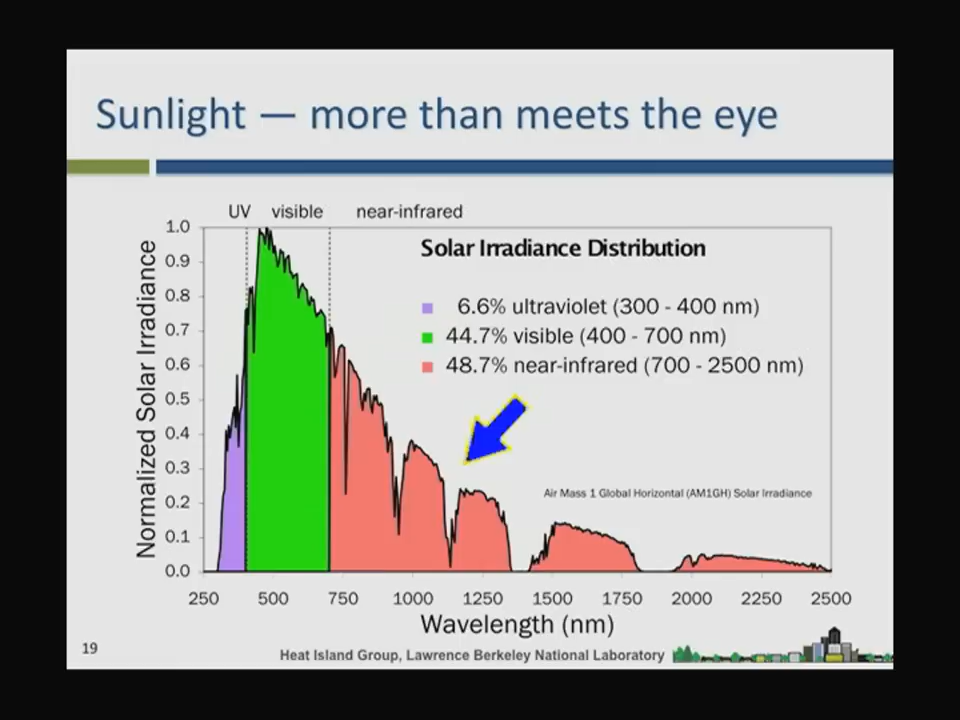 Sunlight — more than meets the eye
UV visible near-infrared
Normalized Solar Irradiance
1.0
0.9
0.8
0.7
0.6
0.5
0.4
0.3
0.2
0.1
0.0
Solar Irradiance Distribution
6.6% ultraviolet (300 - 400 nm)
44.7% visible (400 - 700 nm)
48.7% near-infrared (700 - 2500 nm)
Air Mass 1 Global Horizontal (AM1GH) Solar Irradiance
250 500 750 1000 1250 1500 1750 2000 2250 2500
Wavelength (nm)
19
Heat Island Group, Lawrence Berkeley National Laboratory